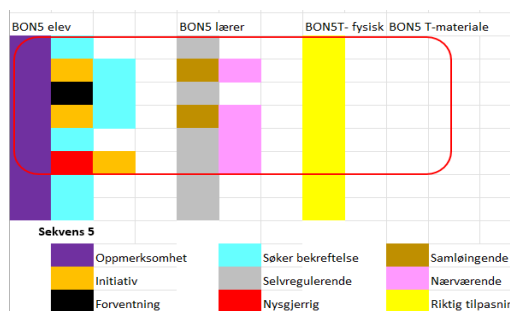 BON5 elev BON5 lærer BON5T- fysisk BON5 T-materiale
Sekvens 5
Oppmerksomhet Søker bekreftelse Samløingende
Initiativ Selvregulerende Nærværende
Forventning Nysgjerrig Riktig tilpasnin